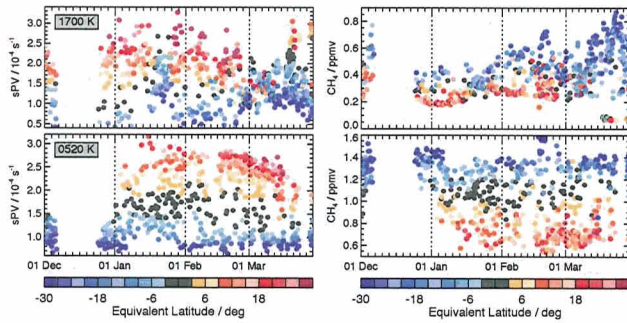 1700 K
sPV / 10⁻⁴ s⁻¹
3.0
2.5
2.0
1.5
1.0
0.5
CH₄ / ppmv
0.8
0.6
0.4
0.2
0.0
0520 K
sPV / 10⁻⁴ s⁻¹
3.0
2.5
2.0
1.5
1.0
CH₄ / ppmv
1.6
1.4
1.2
1.0
0.8
0.6
01 Dec 01 Jan 01 Feb 01 Mar
01 Dec 01 Jan 01 Feb 01 Mar
-30 -18 -6 6 18
Equivalent Latitude / deg
-30 -18 -6 6 18
Equivalent Latitude / deg